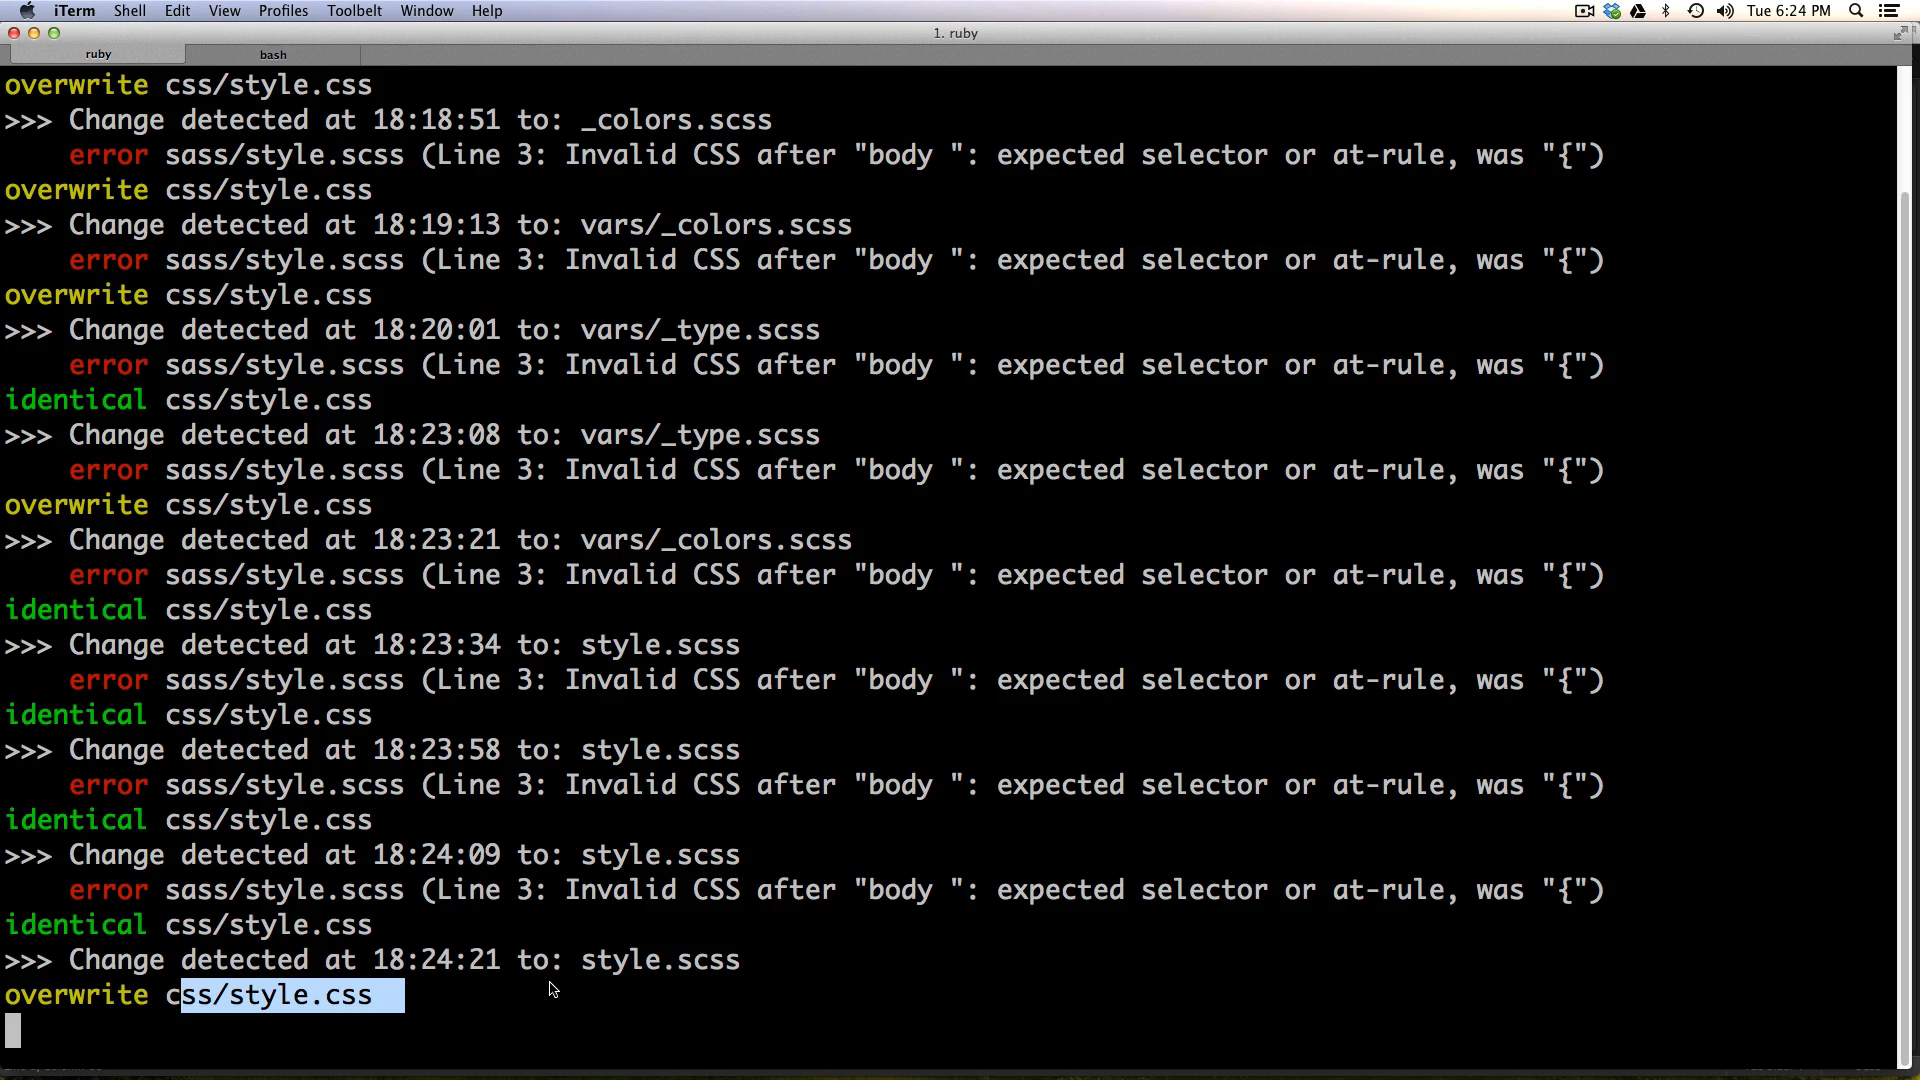 iTerm Shell Edit View Profiles Toolbelt Window Help Tue 6:24 PM
1. ruby
ruby bash
overwrite css/style.css
>>> Change detected at 18:18:51 to: _colors.scss
error sass/style.scss (Line 3: Invalid CSS after "body ": expected selector or at-rule, was "{")
overwrite css/style.css
>>> Change detected at 18:19:13 to: vars/_colors.scss
error sass/style.scss (Line 3: Invalid CSS after "body ": expected selector or at-rule, was "{")
overwrite css/style.css
>>> Change detected at 18:20:01 to: vars/_type.scss
error sass/style.scss (Line 3: Invalid CSS after "body ": expected selector or at-rule, was "{")
identical css/style.css
>>> Change detected at 18:23:08 to: vars/_type.scss
error sass/style.scss (Line 3: Invalid CSS after "body ": expected selector or at-rule, was "{")
overwrite css/style.css
>>> Change detected at 18:23:21 to: vars/_colors.scss
error sass/style.scss (Line 3: Invalid CSS after "body ": expected selector or at-rule, was "{")
identical css/style.css
>>> Change detected at 18:23:34 to: style.scss
error sass/style.scss (Line 3: Invalid CSS after "body ": expected selector or at-rule, was "{")
identical css/style.css
>>> Change detected at 18:23:58 to: style.scss
error sass/style.scss (Line 3: Invalid CSS after "body ": expected selector or at-rule, was "{")
identical css/style.css
>>> Change detected at 18:24:09 to: style.scss
error sass/style.scss (Line 3: Invalid CSS after "body ": expected selector or at-rule, was "{")
identical css/style.css
>>> Change detected at 18:24:21 to: style.scss
overwrite css/style.css